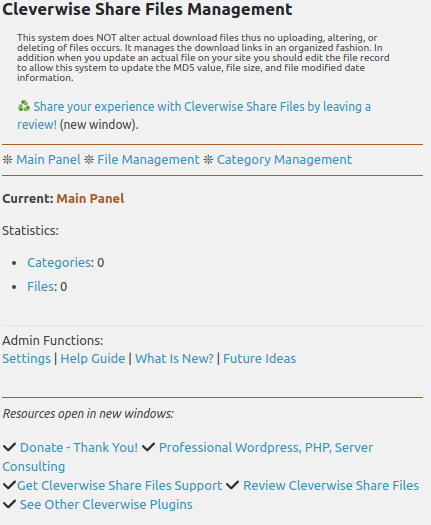 Cleverwise Share Files Management
This system does NOT alter actual download files thus no uploading, altering, or
deleting of files occurs. It manages the download links in an organized fashion. In
addition when you update an actual file on your site you should edit the file record
to allow this system to update the MD5 value, file size, and file modified date
information.
Share your experience with Cleverwise Share Files by leaving a
review! (new window).
❊ Main Panel ❊ File Management ❊ Category Management
Current: Main Panel
Statistics:
• Categories: 0
• Files: 0
Admin Functions:
Settings | Help Guide | What Is New? | Future Ideas
Resources open in new windows:
✔ Donate - Thank You! ✔ Professional Wordpress, PHP, Server
Consulting
✔Get Cleverwise Share Files Support ✔ Review Cleverwise Share Files
✔ See Other Cleverwise Plugins